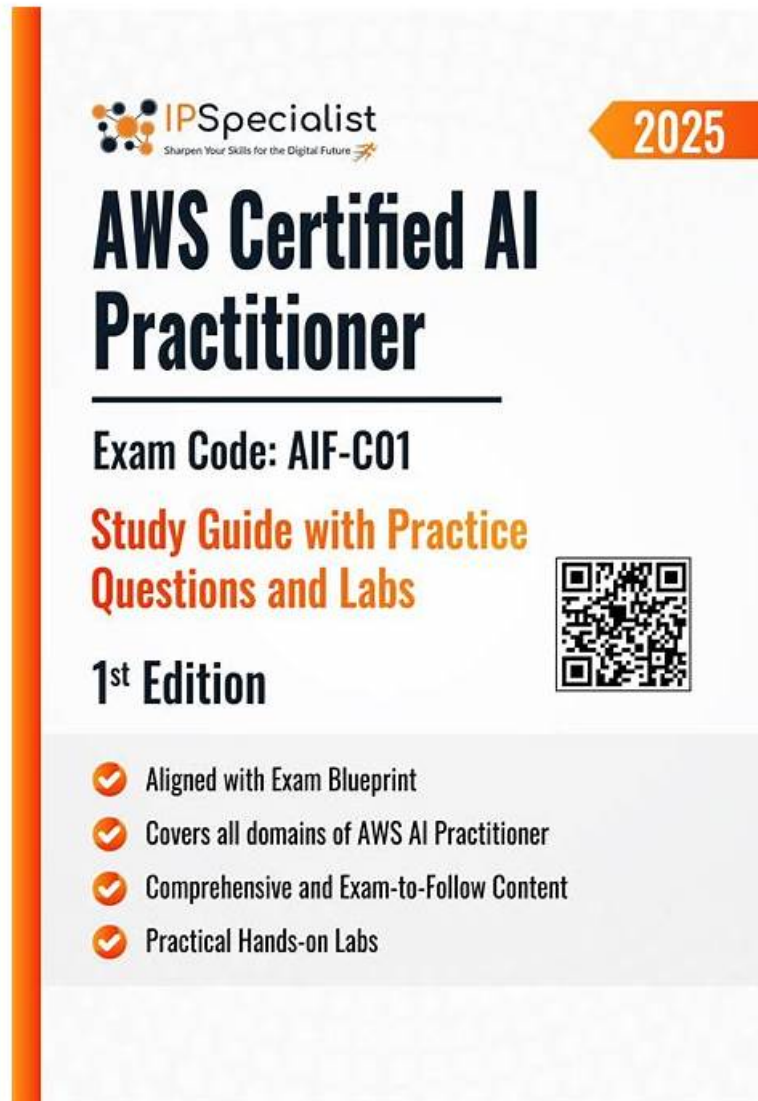 IPSpecialist
Sharpen Your Skills for the Digital Future
2025
AWS Certified AI
Practitioner
Exam Code: AIF-C01
Study Guide with Practice
Questions and Labs
1st Edition
Aligned with Exam Blueprint
Covers all domains of AWS AI Practitioner
Comprehensive and Exam-to-Follow Content
Practical Hands-on Labs